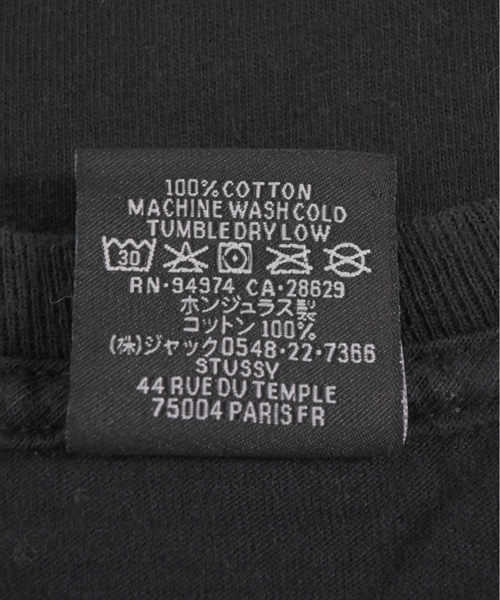 100% COTTON
MACHINE WASH COLD
TUMBLE DRY LOW
30
RN・94974 CA・28629
ホンジュラス製
コットン 100%
(株)ジャック0548・22・7366
STUSSY
44 RUE DU TEMPLE
75004 PARIS FR